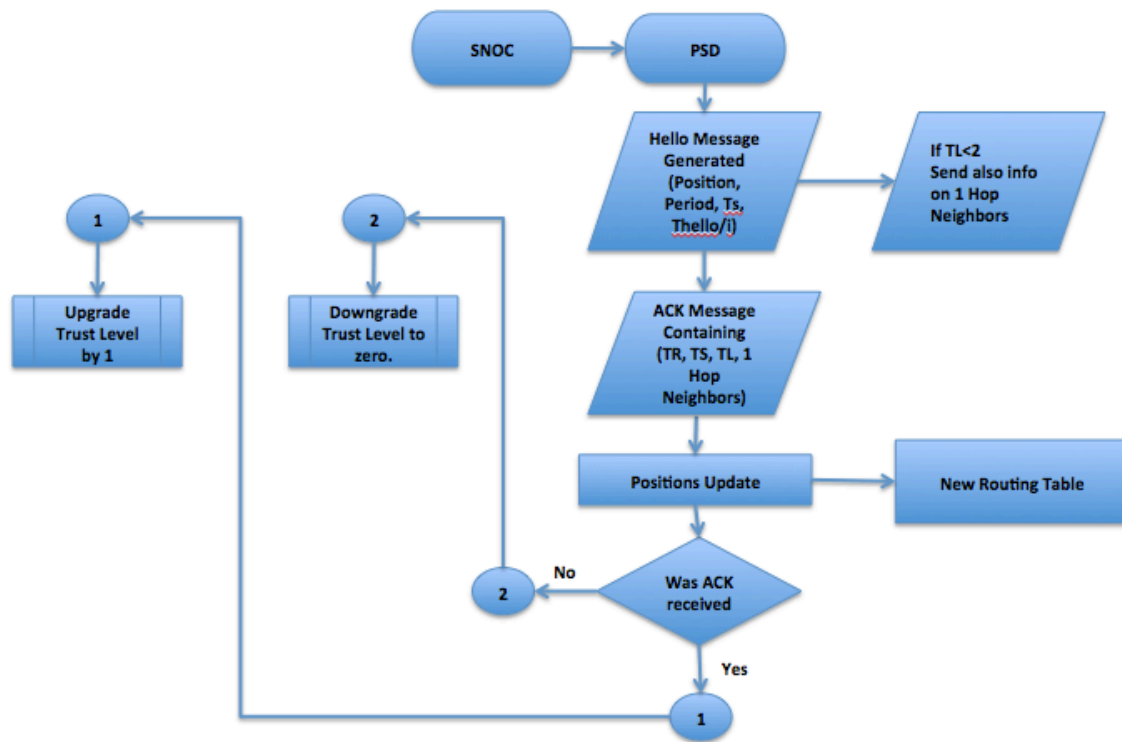 SNOC
PSD
Hello Message
Generated
(Position,
Period, Ts,
Thello/i)
If TL<2
Send also info
on 1 Hop
Neighbors
1
2
Upgrade
Trust Level
by 1
Downgrade
Trust Level to
zero.
ACK Message
Containing
(TR, TS, TL, 1
Hop
Neighbors)
Positions Update
New Routing Table
No
2
Was ACK
received
Yes
1